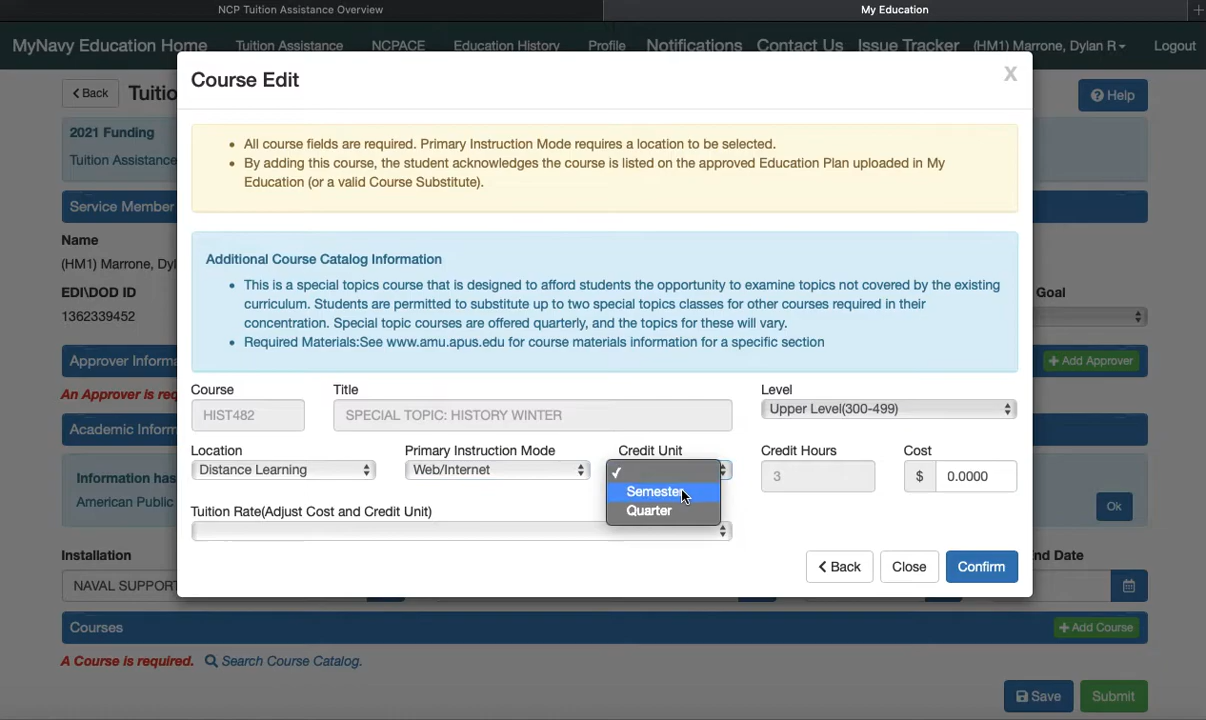 NCP Tuition Assistance Overview
My Education
+
MyNavy Education Home Tuition Assistance NCPACE Education History Profile Notifications Contact Us Issue Tracker (HM1) Marrone, Dylan R Logout
Back
Course Edit
X
Help
2021 Funding
Tuition Assistance
• All course fields are required. Primary Instruction Mode requires a location to be selected.
• By adding this course, the student acknowledges the course is listed on the approved Education Plan uploaded in My
Education (or a valid Course Substitute).
Service Member
Name
(HM1) Marrone, Dyl
EDI\DOD ID
1362339452
Goal
Additional Course Catalog Information
• This is a special topics course that is designed to afford students the opportunity to examine topics not covered by the existing
curriculum. Students are permitted to substitute up to two special topics classes for other courses required in their
concentration. Special topic courses are offered quarterly, and the topics for these will vary.
• Required Materials:See www.amu.apus.edu for course materials information for a specific section
Approver Informa
+ Add Approver
An Approver is req
Academic Inform
Information has
American Public
Ok
Course Title Level
HIST482 SPECIAL TOPIC: HISTORY WINTER Upper Level(300-499)
Location Primary Instruction Mode Credit Unit Credit Hours Cost
Distance Learning Web/Internet ✓ 3 $ 0.0000
Semester
Quarter
Tuition Rate(Adjust Cost and Credit Unit)
Back Close Confirm
Installation
NAVAL SUPPORT
nd Date
Courses
+ Add Course
A Course is required. Search Course Catalog.
Save Submit